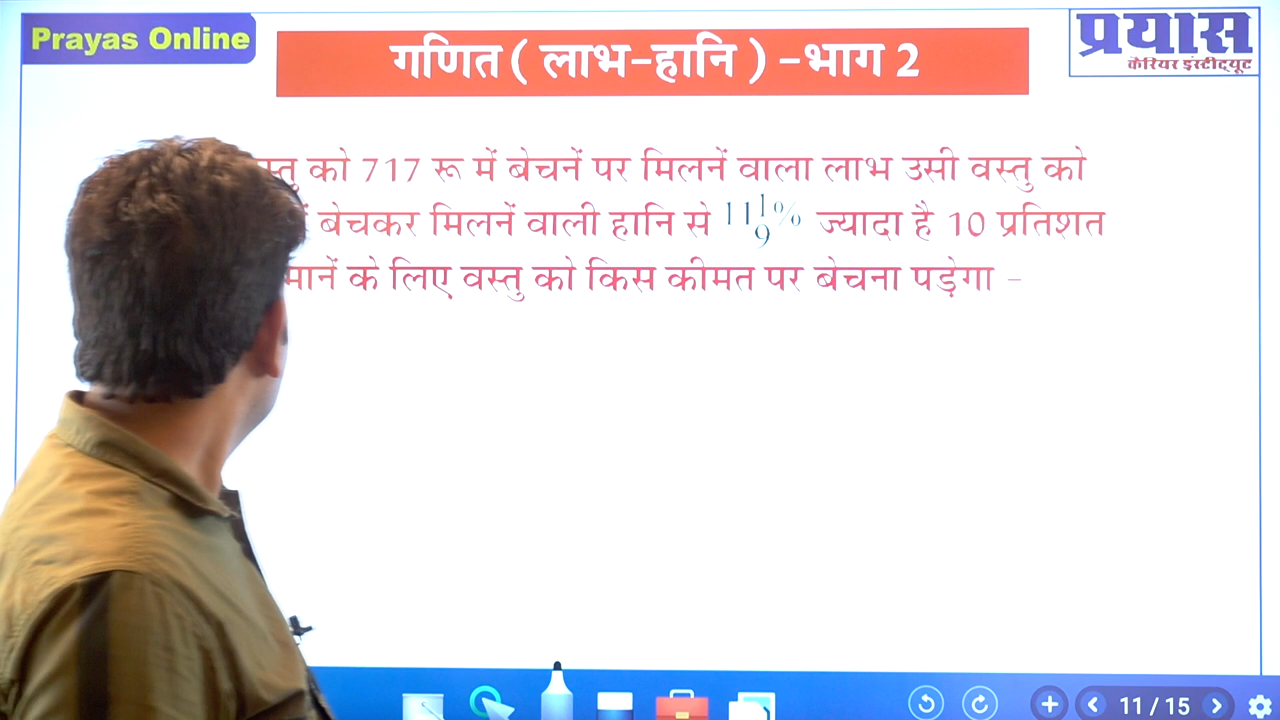 Prayas Online
गणित ( लाभ-हानि ) -भाग 2
प्रयास
कैरियर इंस्टीट्यूट
को 717 रू में बेचनें पर मिलनें वाला लाभ उसी वस्तु को
बेचकर मिलनें वाली हानि से 11 1/9 % ज्यादा है 10 प्रतिशत
के लिए वस्तु को किस कीमत पर बेचना पड़ेगा -
11 / 15